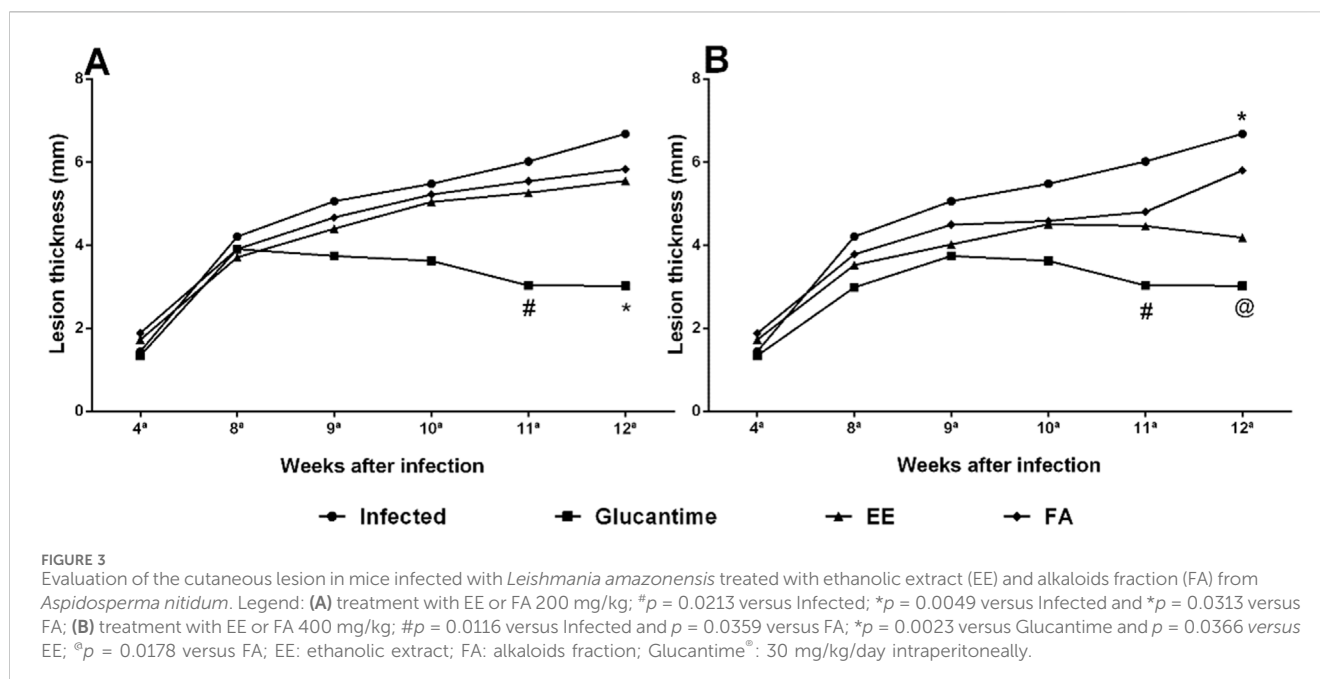 A
B
8
6
4
2
0
Lesion thickness (mm)
4ª 8ª 9ª 10ª 11ª 12ª
Weeks after infection
#
*
8
6
4
2
0
Lesion thickness (mm)
4ª 8ª 9ª 10ª 11ª 12ª
Weeks after infection
*
#
@
Infected Glucantime EE FA
FIGURE 3
Evaluation of the cutaneous lesion in mice infected with Leishmania amazonensis treated with ethanolic extract (EE) and alkaloids fraction (FA) from
Aspidosperma nitidum. Legend: (A) treatment with EE or FA 200 mg/kg; #p = 0.0213 versus Infected; *p = 0.0049 versus Infected and *p = 0.0313 versus
FA; (B) treatment with EE or FA 400 mg/kg; #p = 0.0116 versus Infected and p = 0.0359 versus FA; *p = 0.0023 versus Glucantime and p = 0.0366 versus
EE; @p = 0.0178 versus FA; EE: ethanolic extract; FA: alkaloids fraction; Glucantime®: 30 mg/kg/day intraperitoneally.